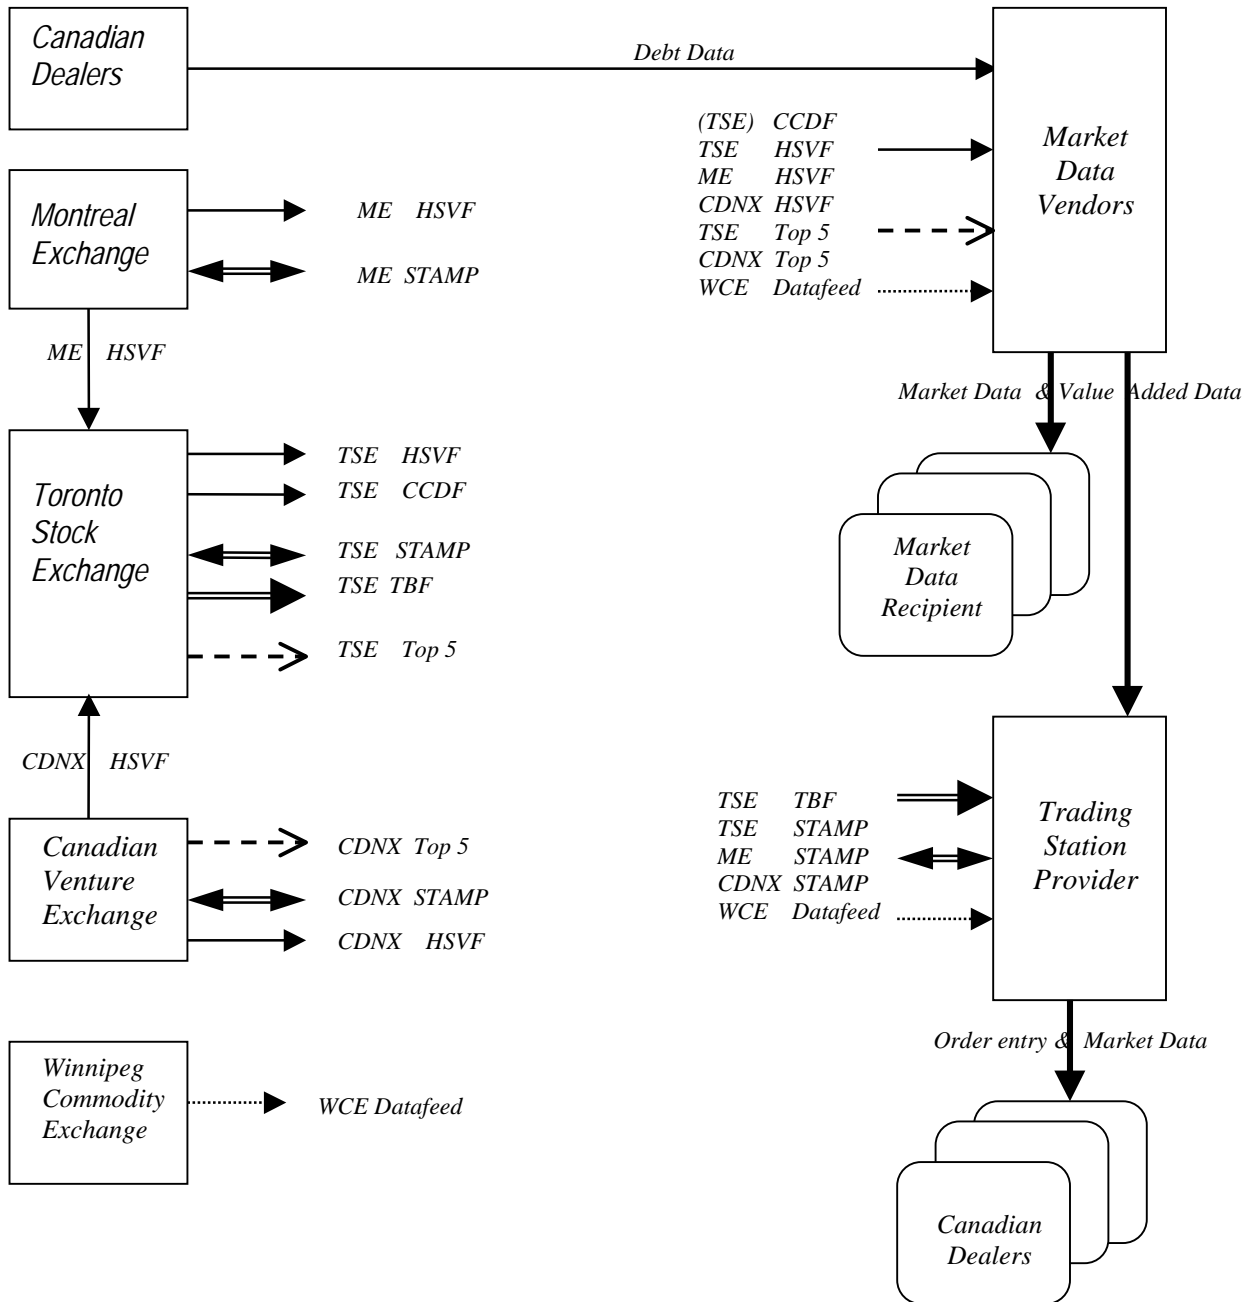 Canadian
Dealers
Debt Data
Montreal
Exchange
ME HSVF
ME STAMP
ME HSVF
Toronto
Stock
Exchange
TSE HSVF
TSE CCDF
TSE STAMP
TSE TBF
TSE Top 5
CDNX HSVF
Canadian
Venture
Exchange
CDNX Top 5
CDNX STAMP
CDNX HSVF
Winnipeg
Commodity
Exchange
WCE Datafeed
(TSE) CCDF
TSE HSVF
ME HSVF
CDNX HSVF
TSE Top 5
CDNX Top 5
WCE Datafeed
Market
Data
Vendors
Market Data & Value Added Data
Market
Data
Recipient
TSE TBF
TSE STAMP
ME STAMP
CDNX STAMP
WCE Datafeed
Trading
Station
Provider
Order entry & Market Data
Canadian
Dealers